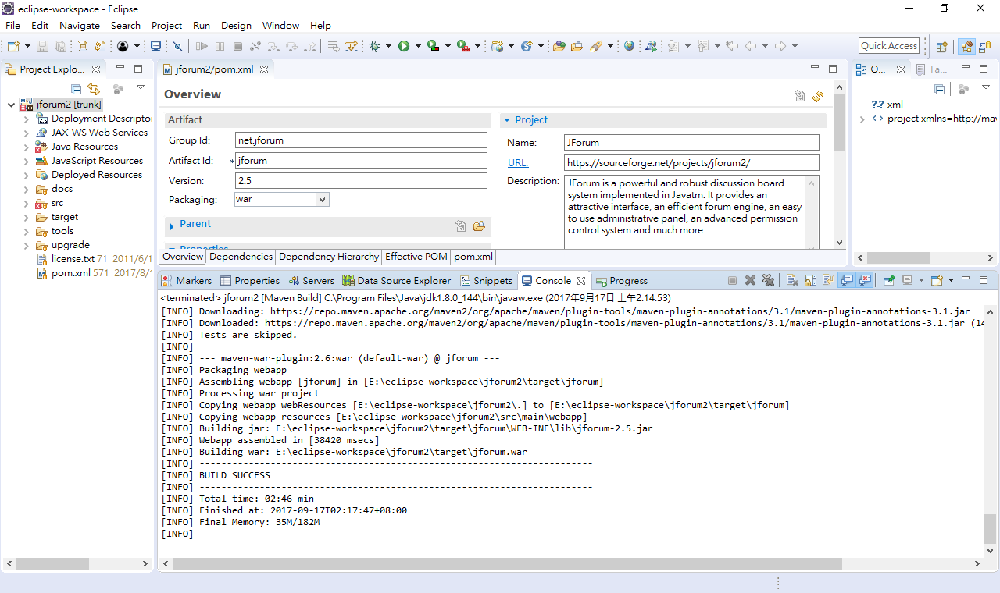 eclipse-workspace - Eclipse
File Edit Navigate Search Project Run Design Window Help
Quick Access
Project Explo...
jforum2 [trunk]
Deployment Descripto
JAX-WS Web Services
Java Resources
JavaScript Resources
Deployed Resources
docs
src
target
tools
upgrade
license.txt 71 2011/6/1
pom.xml 571 2017/8/
jforum2/pom.xml
Overview
Artifact
Group Id: net.jforum
Artifact Id: * jforum
Version: 2.5
Packaging: war
Parent
Properties
Project
Name: JForum
URL: https://sourceforge.net/projects/jforum2/
Description: JForum is a powerful and robust discussion board
system implemented in Javatm. It provides an
attractive interface, an efficient forum engine, an easy
to use administrative panel, an advanced permission
control system and much more.
Overview Dependencies Dependency Hierarchy Effective POM pom.xml
O... Ta...
?=? xml
project xmlns=http://mav
Markers Properties Servers Data Source Explorer Snippets Console Progress
<terminated> jforum2 [Maven Build] C:\Program Files\Java\jdk1.8.0_144\bin\javaw.exe (2017年9月17日 上午2:14:53)
[INFO] Downloading: https://repo.maven.apache.org/maven2/org/apache/maven/plugin-tools/maven-plugin-annotations/3.1/maven-plugin-annotations-3.1.jar
[INFO] Downloaded: https://repo.maven.apache.org/maven2/org/apache/maven/plugin-tools/maven-plugin-annotations/3.1/maven-plugin-annotations-3.1.jar (14
[INFO] Tests are skipped.
[INFO]
[INFO] --- maven-war-plugin:2.6:war (default-war) @ jforum ---
[INFO] Packaging webapp
[INFO] Assembling webapp [jforum] in [E:\eclipse-workspace\jforum2\target\jforum]
[INFO] Processing war project
[INFO] Copying webapp webResources [E:\eclipse-workspace\jforum2\.] to [E:\eclipse-workspace\jforum2\target\jforum]
[INFO] Copying webapp resources [E:\eclipse-workspace\jforum2\src\main\webapp]
[INFO] Building jar: E:\eclipse-workspace\jforum2\target\jforum\WEB-INF\lib\jforum-2.5.jar
[INFO] Webapp assembled in [38420 msecs]
[INFO] Building war: E:\eclipse-workspace\jforum2\target\jforum.war
[INFO] ------------------------------------------------------------------------
[INFO] BUILD SUCCESS
[INFO] ------------------------------------------------------------------------
[INFO] Total time: 02:46 min
[INFO] Finished at: 2017-09-17T02:17:47+08:00
[INFO] Final Memory: 35M/182M
[INFO] ------------------------------------------------------------------------